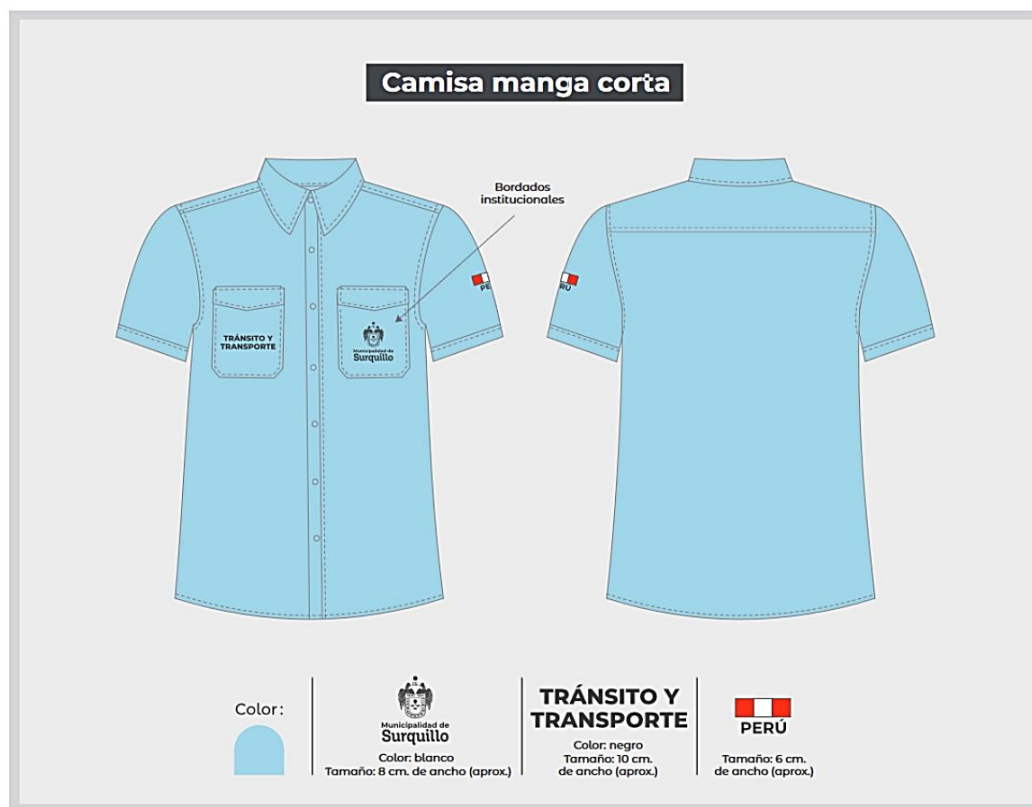 Camisa manga corta
Bordados
institucionales
PE
RÚ
TRÁNSITO Y
TRANSPORTE
Municipalidad de
Surquillo
Color:
Municipalidad de
Surquillo
Color: blanco
Tamaño: 8 cm. de ancho (aprox.)
TRÁNSITO Y
TRANSPORTE
Color: negro
Tamaño: 10 cm.
de ancho (aprox.)
PERÚ
Tamaño: 6 cm.
de ancho (aprox.)